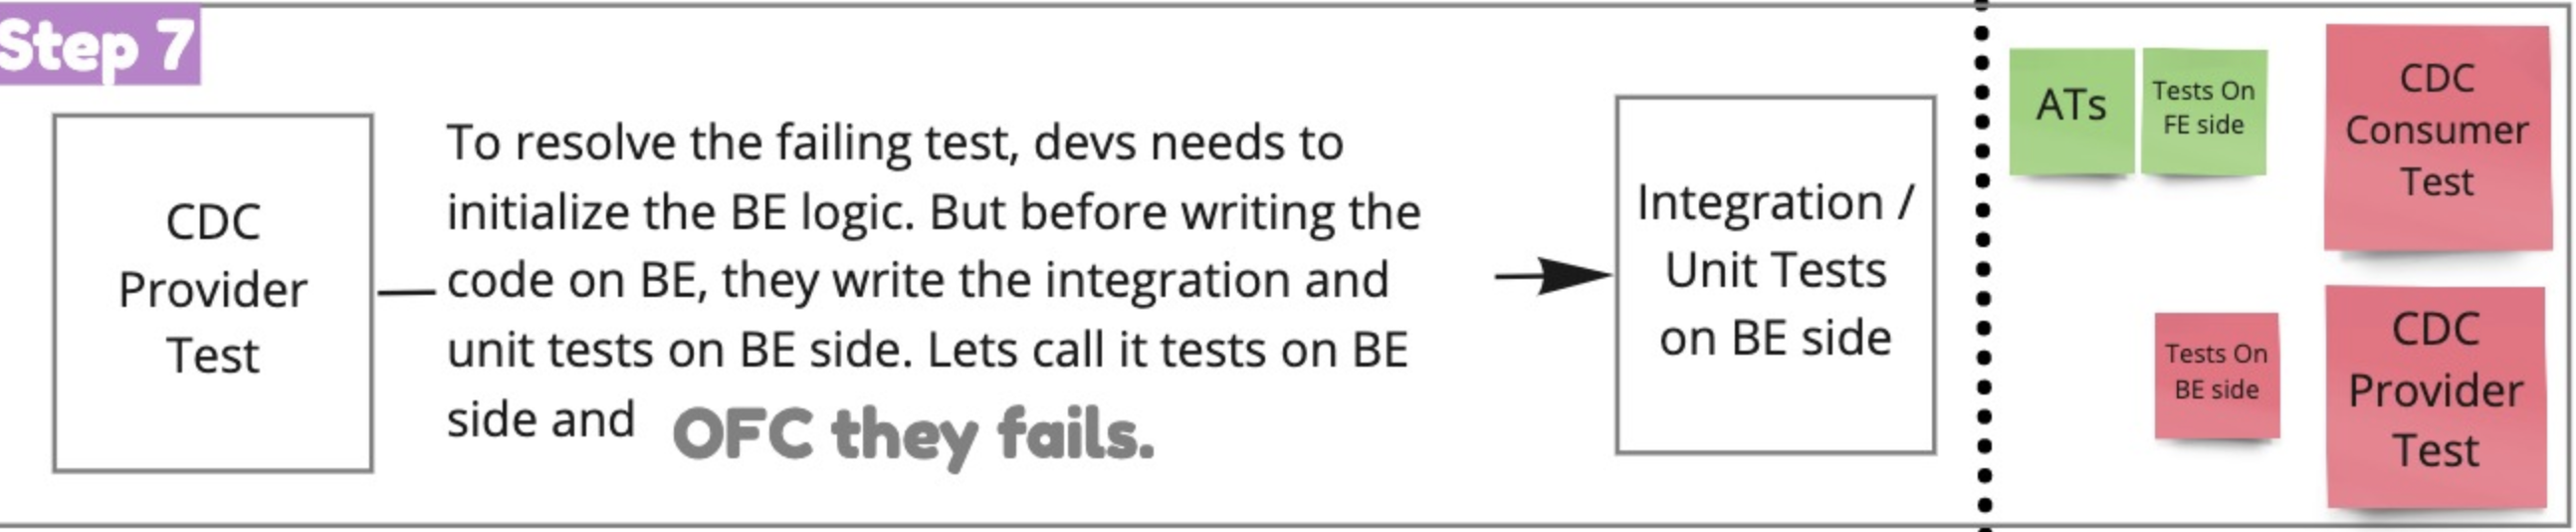 Step 7
CDC
Provider
Test
To resolve the failing test, devs needs to
initialize the BE logic. But before writing the
code on BE, they write the integration and
unit tests on BE side. Lets call it tests on BE
side and OFC they fails.
Integration /
Unit Tests
on BE side
ATs
Tests On
FE side
CDC
Consumer
Test
Tests On
BE side
CDC
Provider
Test